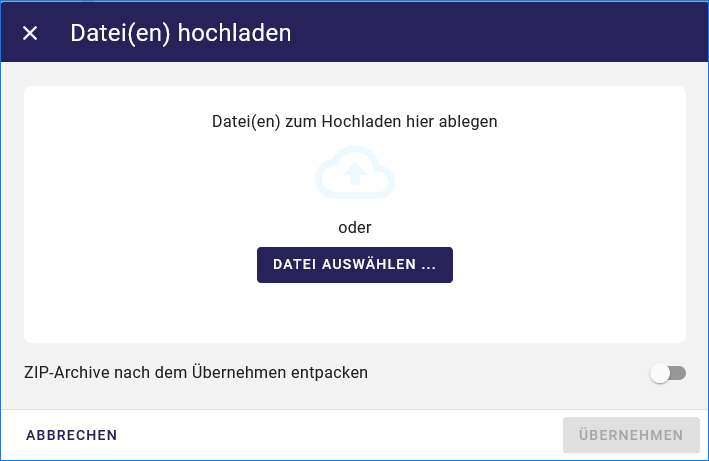 Datei(en) hochladen
Datei(en) zum Hochladen hier ablegen
oder
DATEI AUSWÄHLEN ...
ZIP-Archive nach dem Übernehmen entpacken
ABBRECHEN
ÜBERNEHMEN